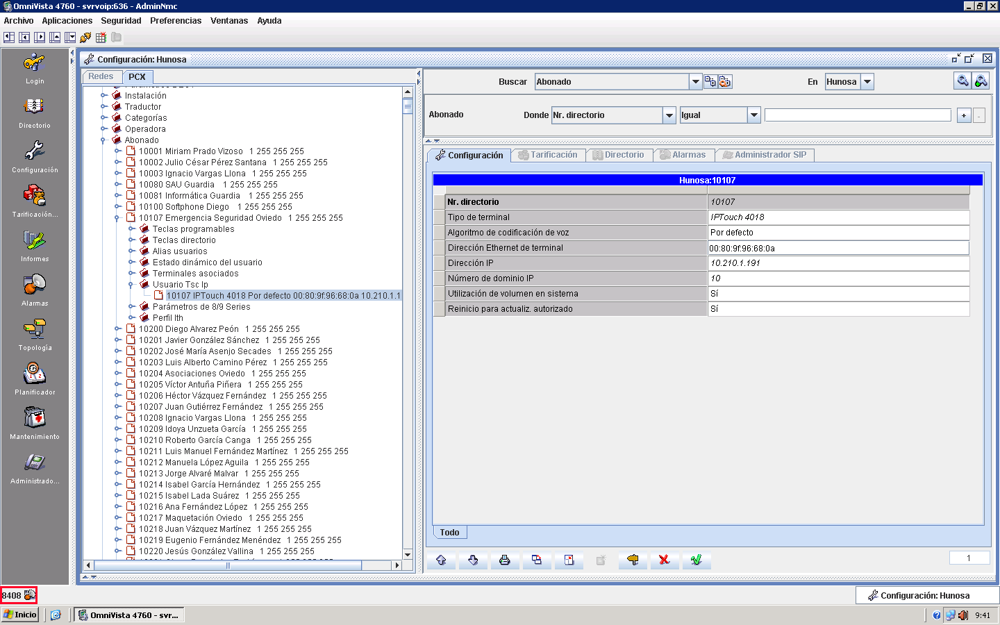 OmniVista 4760 - svrvoip:636 - AdminNmc
Archivo Aplicaciones Seguridad Preferencias Ventanas Ayuda
Login
Directorio
Configuración
Tarificación...
Informes
Alarmas
Topología
Planificador
Mantenimiento
Administrado...
Configuración: Hunosa
Redes PCX
Instalación
Traductor
Categorías
Operadora
Abonado
10001 Miriam Prado Vizoso 1 255 255 255
10002 Julio César Pérez Santana 1 255 255 255
10003 Ignacio Vargas Llona 1 255 255 255
10080 SAU Guardia 1 255 255 255
10081 Informática Guardia 1 255 255 255
10100 Softphone Diego 1 255 255 255
10107 Emergencia Seguridad Oviedo 1 255 255 255
Teclas programables
Teclas directorio
Alias usuarios
Estado dinámico del usuario
Terminales asociados
Usuario Tsc Ip
10107 IPTouch 4018 Por defecto 00:80:9f:96:68:0a 10.210.1.1
Parámetros de 8/9 Series
Perfil Ith
10200 Diego Alvarez Peón 1 255 255 255
10201 Javier González Sánchez 1 255 255 255
10202 José María Asenjo Secades 1 255 255 255
10203 Luis Alberto Camino Pérez 1 255 255 255
10204 Asociaciones Oviedo 1 255 255 255
10205 Víctor Antuña Piñera 1 255 255 255
10206 Héctor Vázquez Fernández 1 255 255 255
10207 Juan Gutiérrez Fernández 1 255 255 255
10208 Ignacio Vargas Llona 1 255 255 255
10209 Idoya Unzueta García 1 255 255 255
10210 Roberto García Canga 1 255 255 255
10211 Luis Manuel Fernández Martínez 1 255 255 255
10212 Manuela López Aguila 1 255 255 255
10213 Jorge Alvaré Malvar 1 255 255 255
10214 Isabel García Hernández 1 255 255 255
10215 Isabel Lada Suárez 1 255 255 255
10216 Ana Fernández López 1 255 255 255
10217 Maquetación Oviedo 1 255 255 255
10218 Juan Vázquez Martínez 1 255 255 255
10219 Eugenio Fernández Menéndez 1 255 255 255
10220 Jesús González Vallina 1 255 255 255
Buscar Abonado En Hunosa
Abonado Donde Nr. directorio Igual + -
Configuración Tarificación Directorio Alarmas Administrador SIP
Hunosa:10107
Nr. directorio 10107
Tipo de terminal IPTouch 4018
Algoritmo de codificación de voz Por defecto
Dirección Ethernet de terminal 00:80:9f:96:68:0a
Dirección IP 10.210.1.191
Número de dominio IP 10
Utilización de volumen en sistema Sí
Reinicio para actualiz. autorizado Sí
Todo
1
8408
Configuración: Hunosa
Inicio
OmniVista 4760 - svr...
9:41